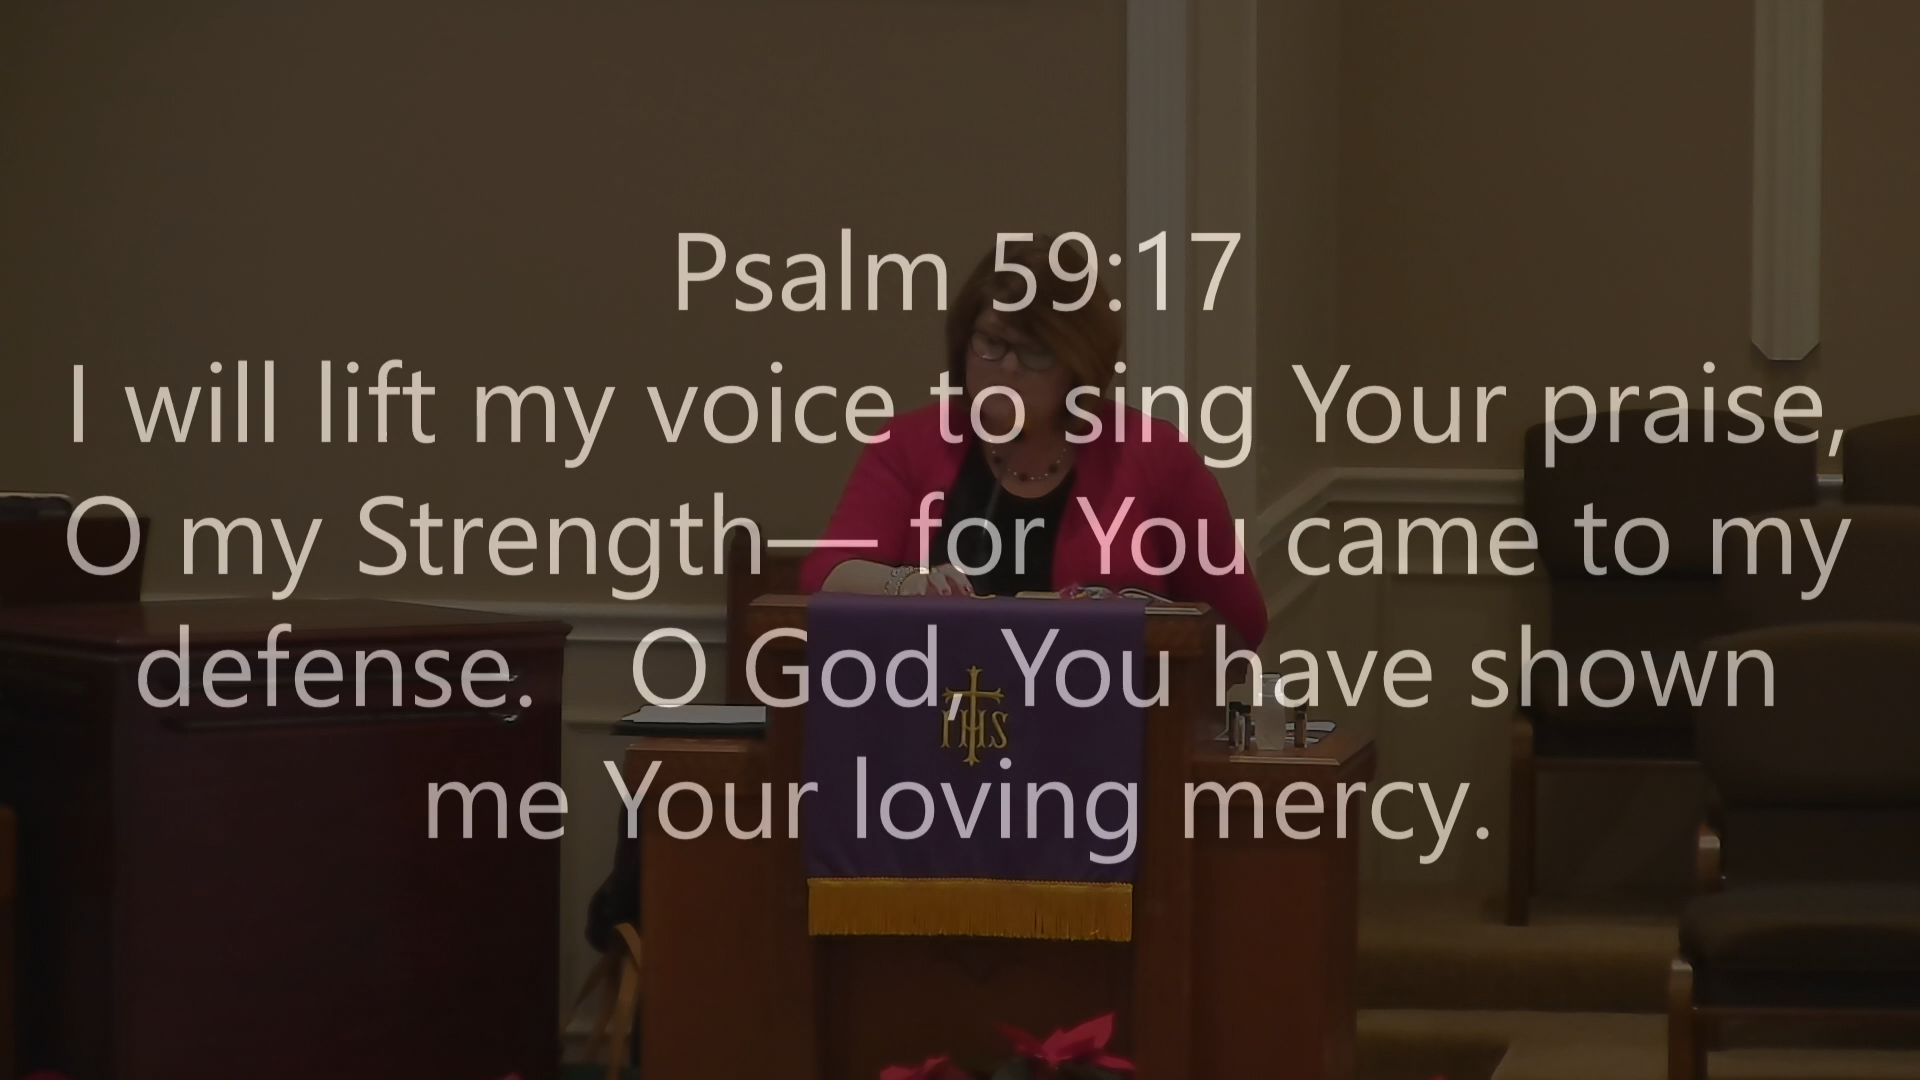 Psalm 59:17
I will lift my voice to sing Your praise,
O my Strength— for You came to my
defense. O God, You have shown
me Your loving mercy.
IHS